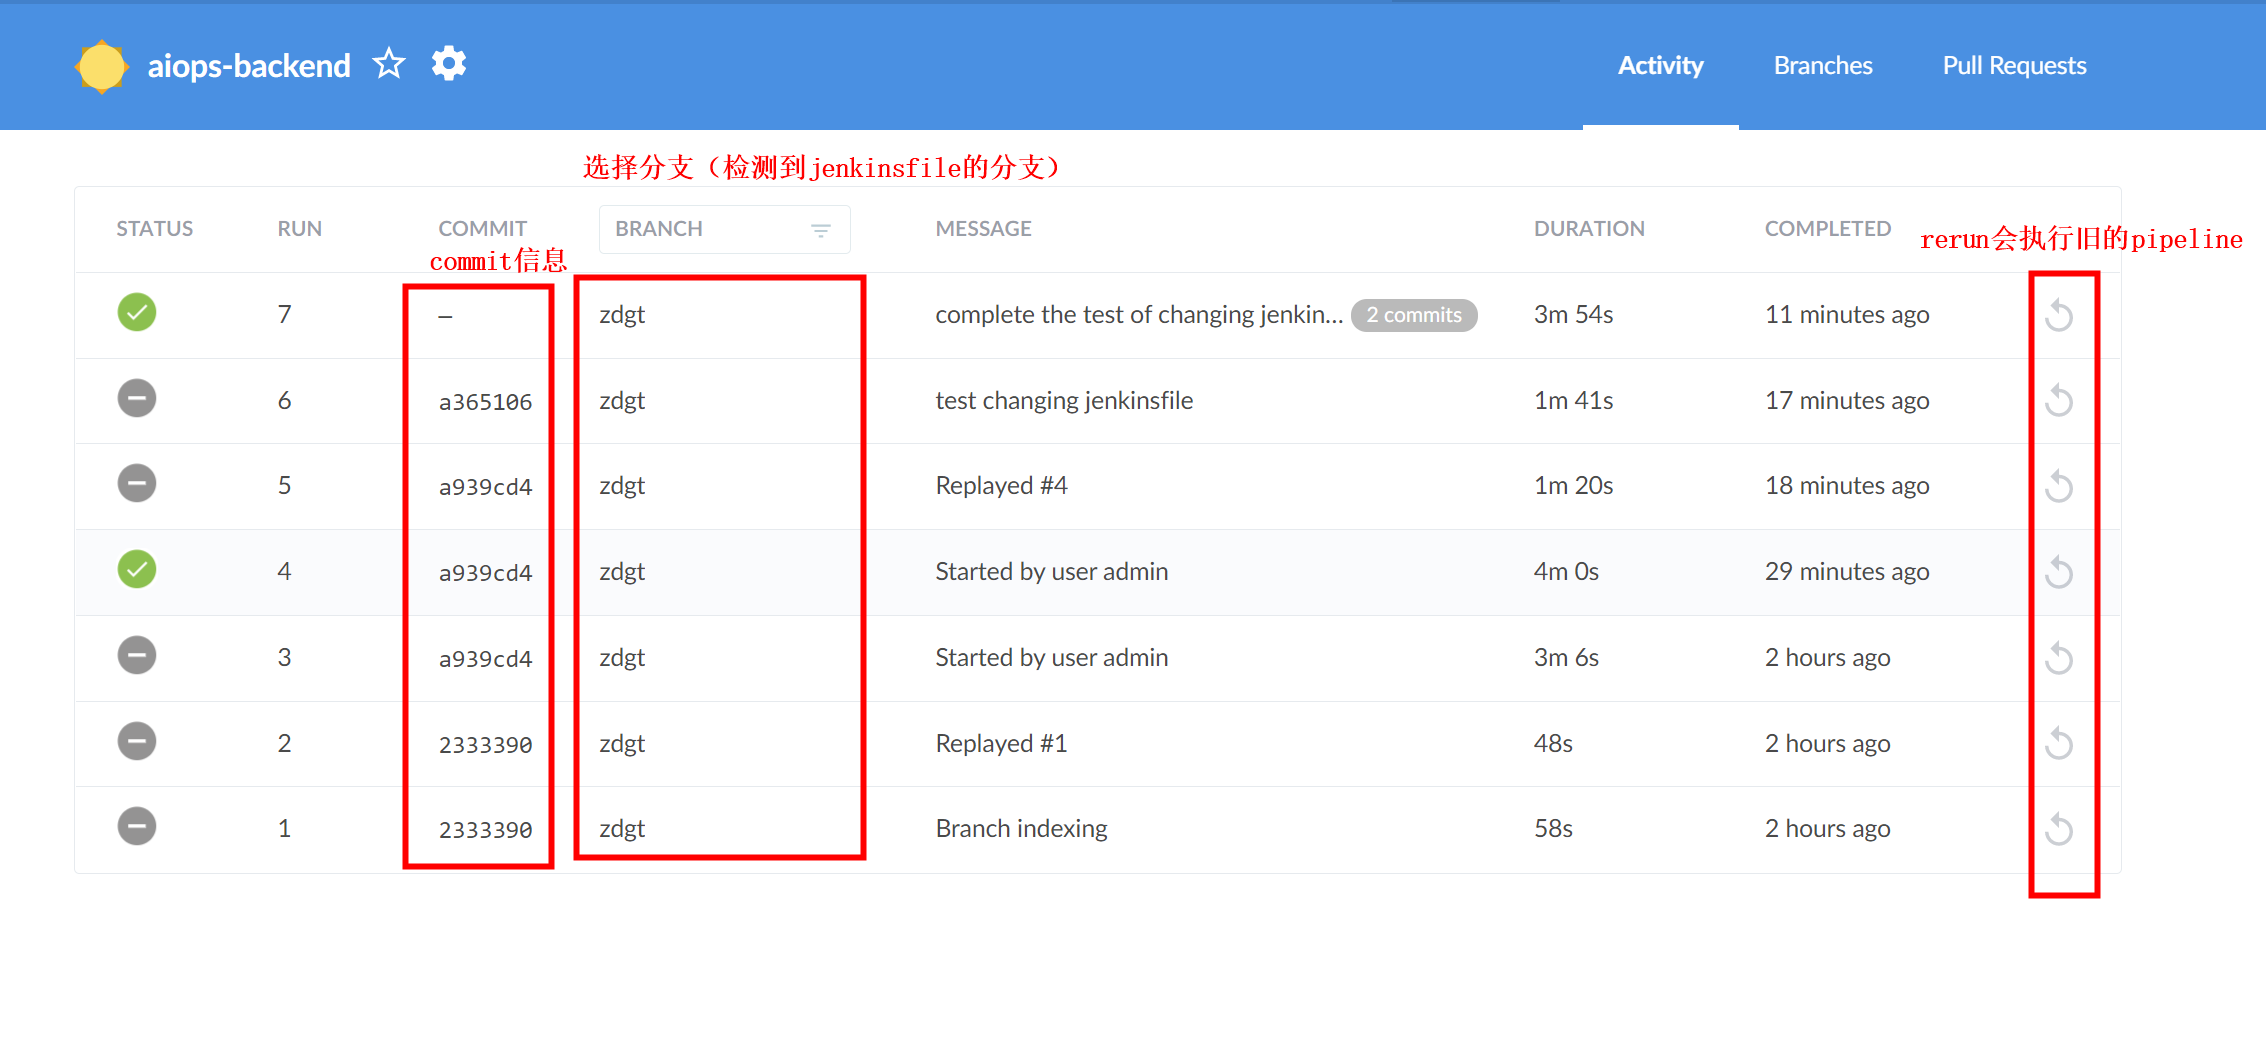 aiops-backend
Activity Branches Pull Requests
选择分支（检测到jenkinsfile的分支）
STATUS RUN COMMIT BRANCH MESSAGE DURATION COMPLETED
rerun会执行旧的pipeline
commit信息
7 — zdgt complete the test of changing jenkin... 2 commits 3m 54s 11 minutes ago
6 a365106 zdgt test changing jenkinsfile 1m 41s 17 minutes ago
5 a939cd4 zdgt Replayed #4 1m 20s 18 minutes ago
4 a939cd4 zdgt Started by user admin 4m 0s 29 minutes ago
3 a939cd4 zdgt Started by user admin 3m 6s 2 hours ago
2 2333390 zdgt Replayed #1 48s 2 hours ago
1 2333390 zdgt Branch indexing 58s 2 hours ago